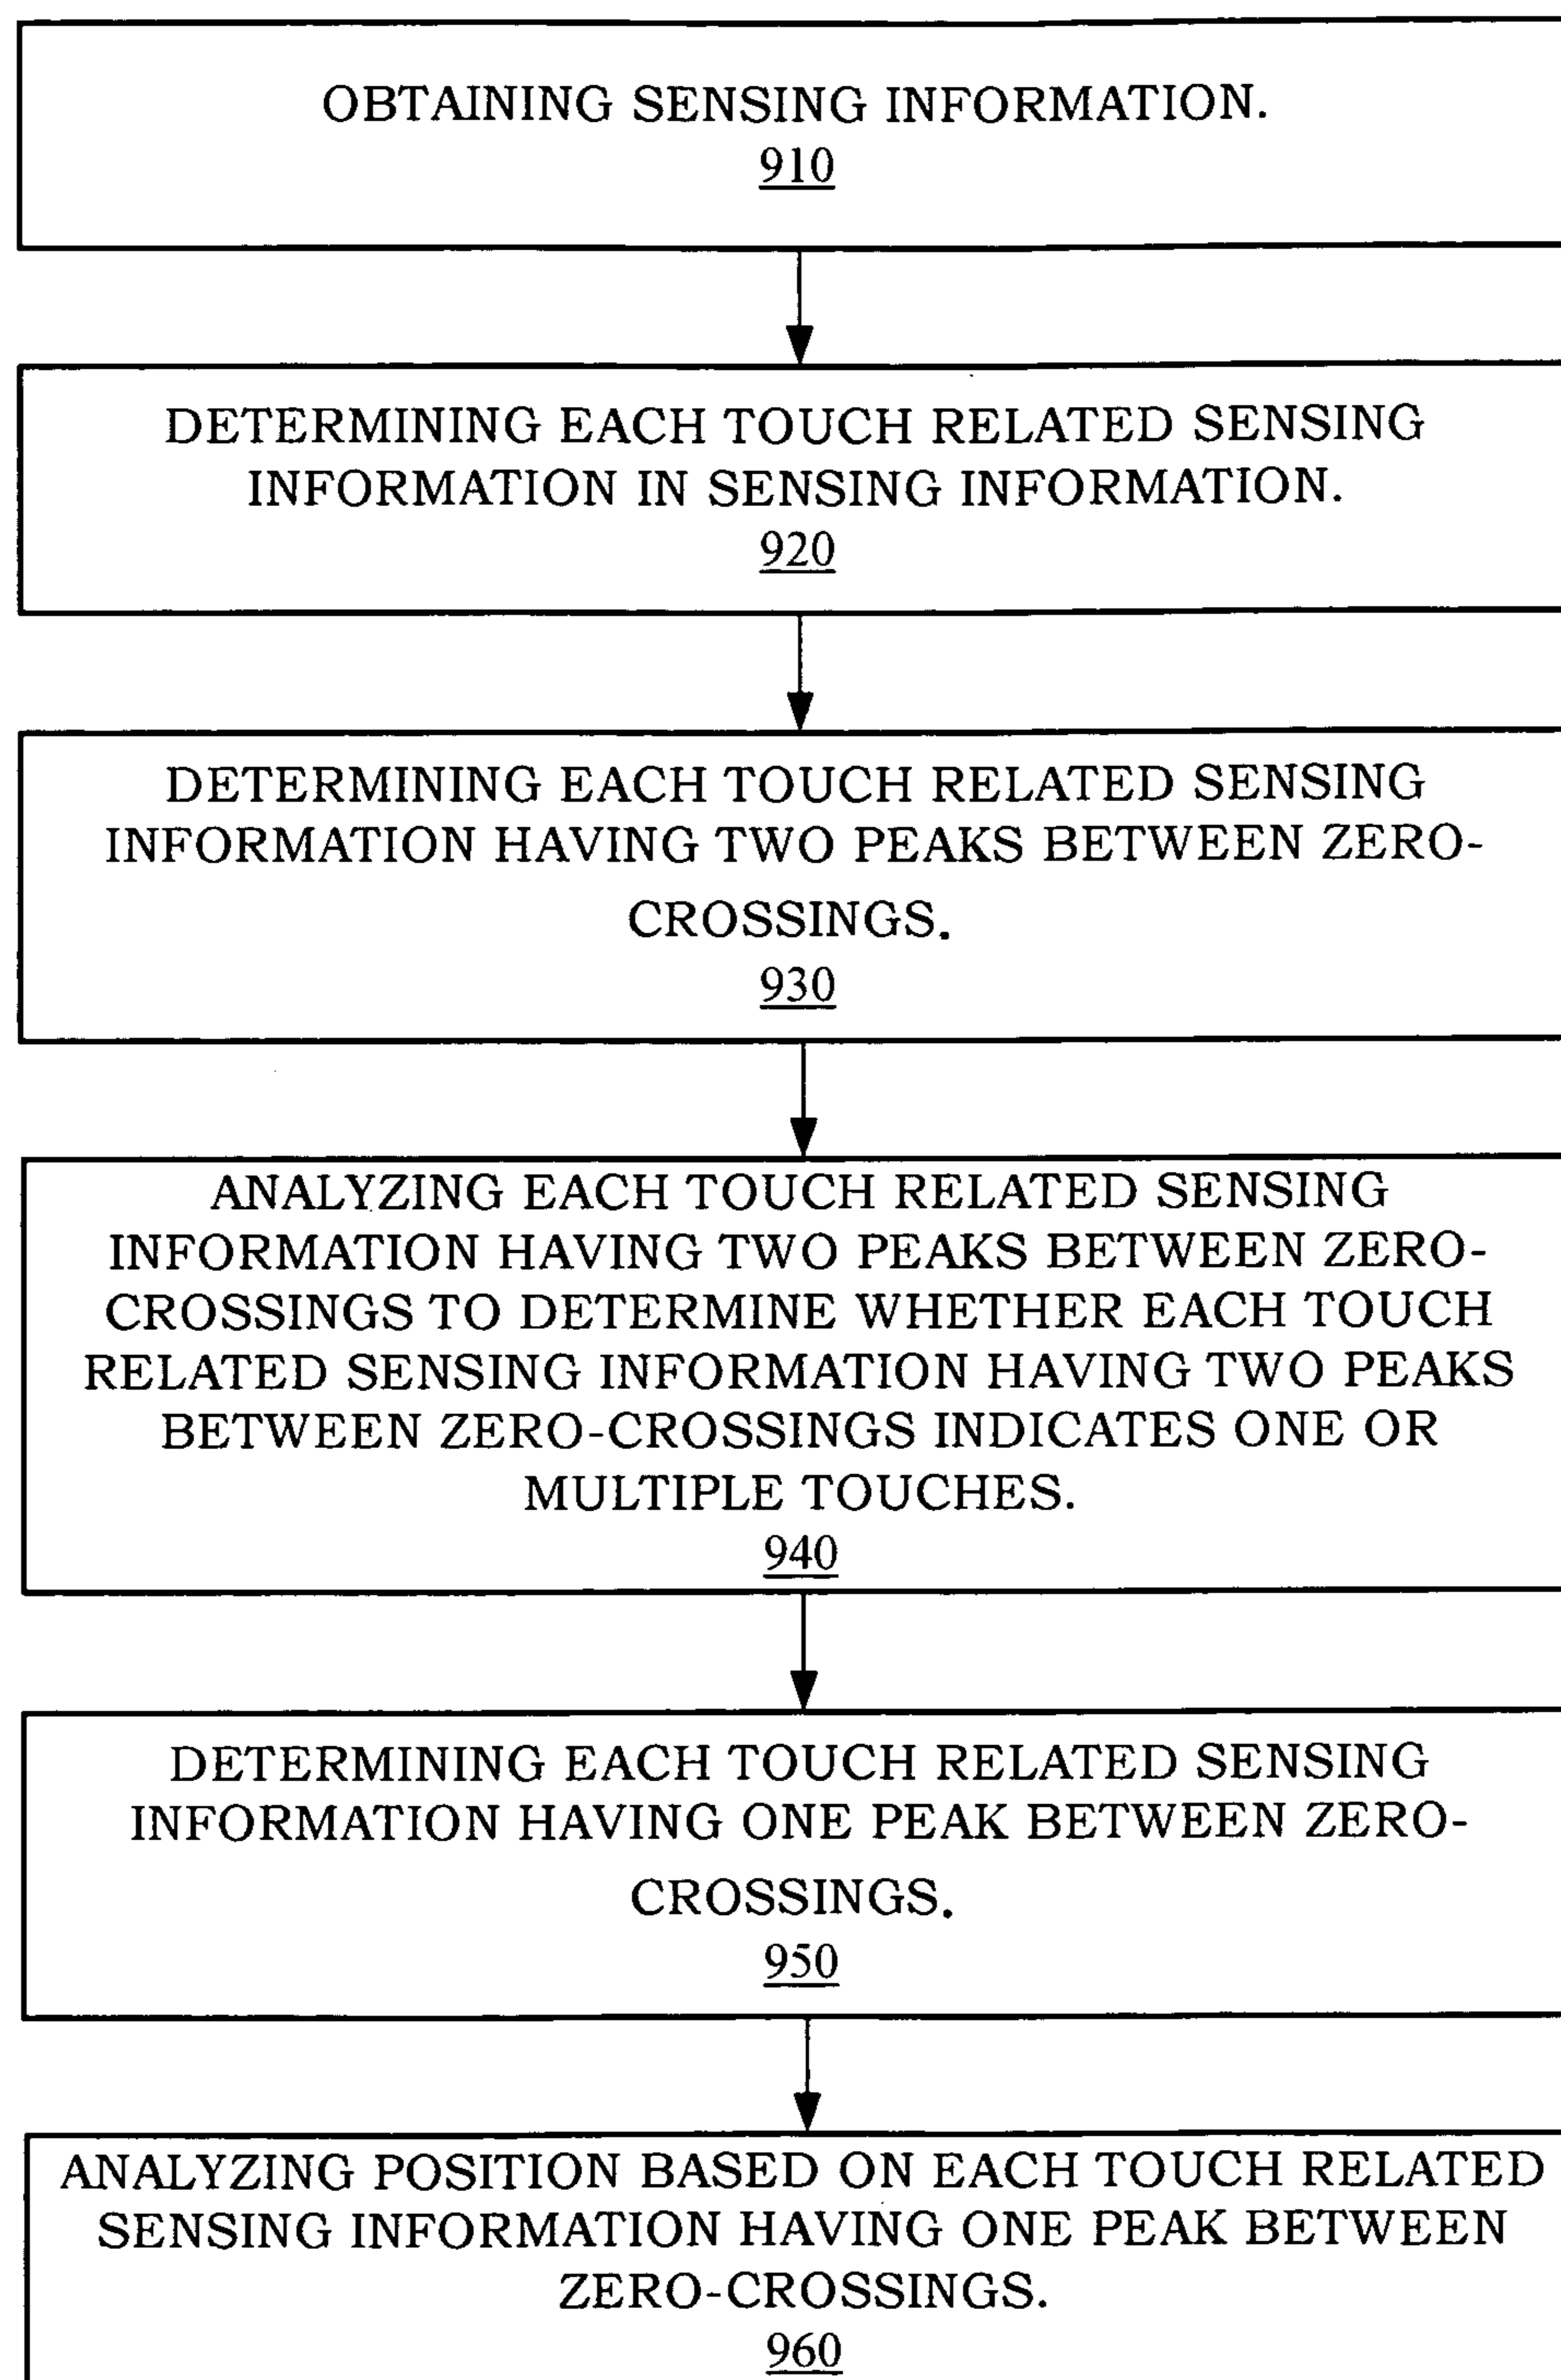 OBTAINING SENSING INFORMATION.
910
DETERMINING EACH TOUCH RELATED SENSING
INFORMATION IN SENSING INFORMATION.
920
DETERMINING EACH TOUCH RELATED SENSING
INFORMATION HAVING TWO PEAKS BETWEEN ZERO-
CROSSINGS.
930
ANALYZING EACH TOUCH RELATED SENSING
INFORMATION HAVING TWO PEAKS BETWEEN ZERO-
CROSSINGS TO DETERMINE WHETHER EACH TOUCH
RELATED SENSING INFORMATION HAVING TWO PEAKS
BETWEEN ZERO-CROSSINGS INDICATES ONE OR
MULTIPLE TOUCHES.
940
DETERMINING EACH TOUCH RELATED SENSING
INFORMATION HAVING ONE PEAK BETWEEN ZERO-
CROSSINGS.
950
ANALYZING POSITION BASED ON EACH TOUCH RELATED
SENSING INFORMATION HAVING ONE PEAK BETWEEN
ZERO-CROSSINGS.
960